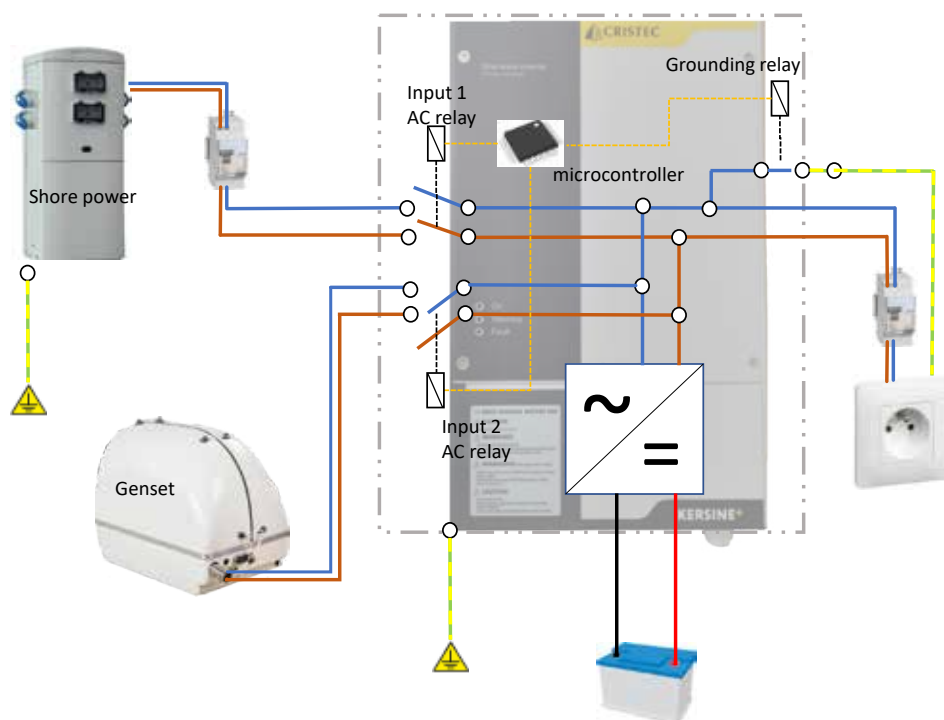 CRISTEC
Grounding relay
Input 1
AC relay
microcontroller
Shore power
Input 2
AC relay
Genset
KERSINE+